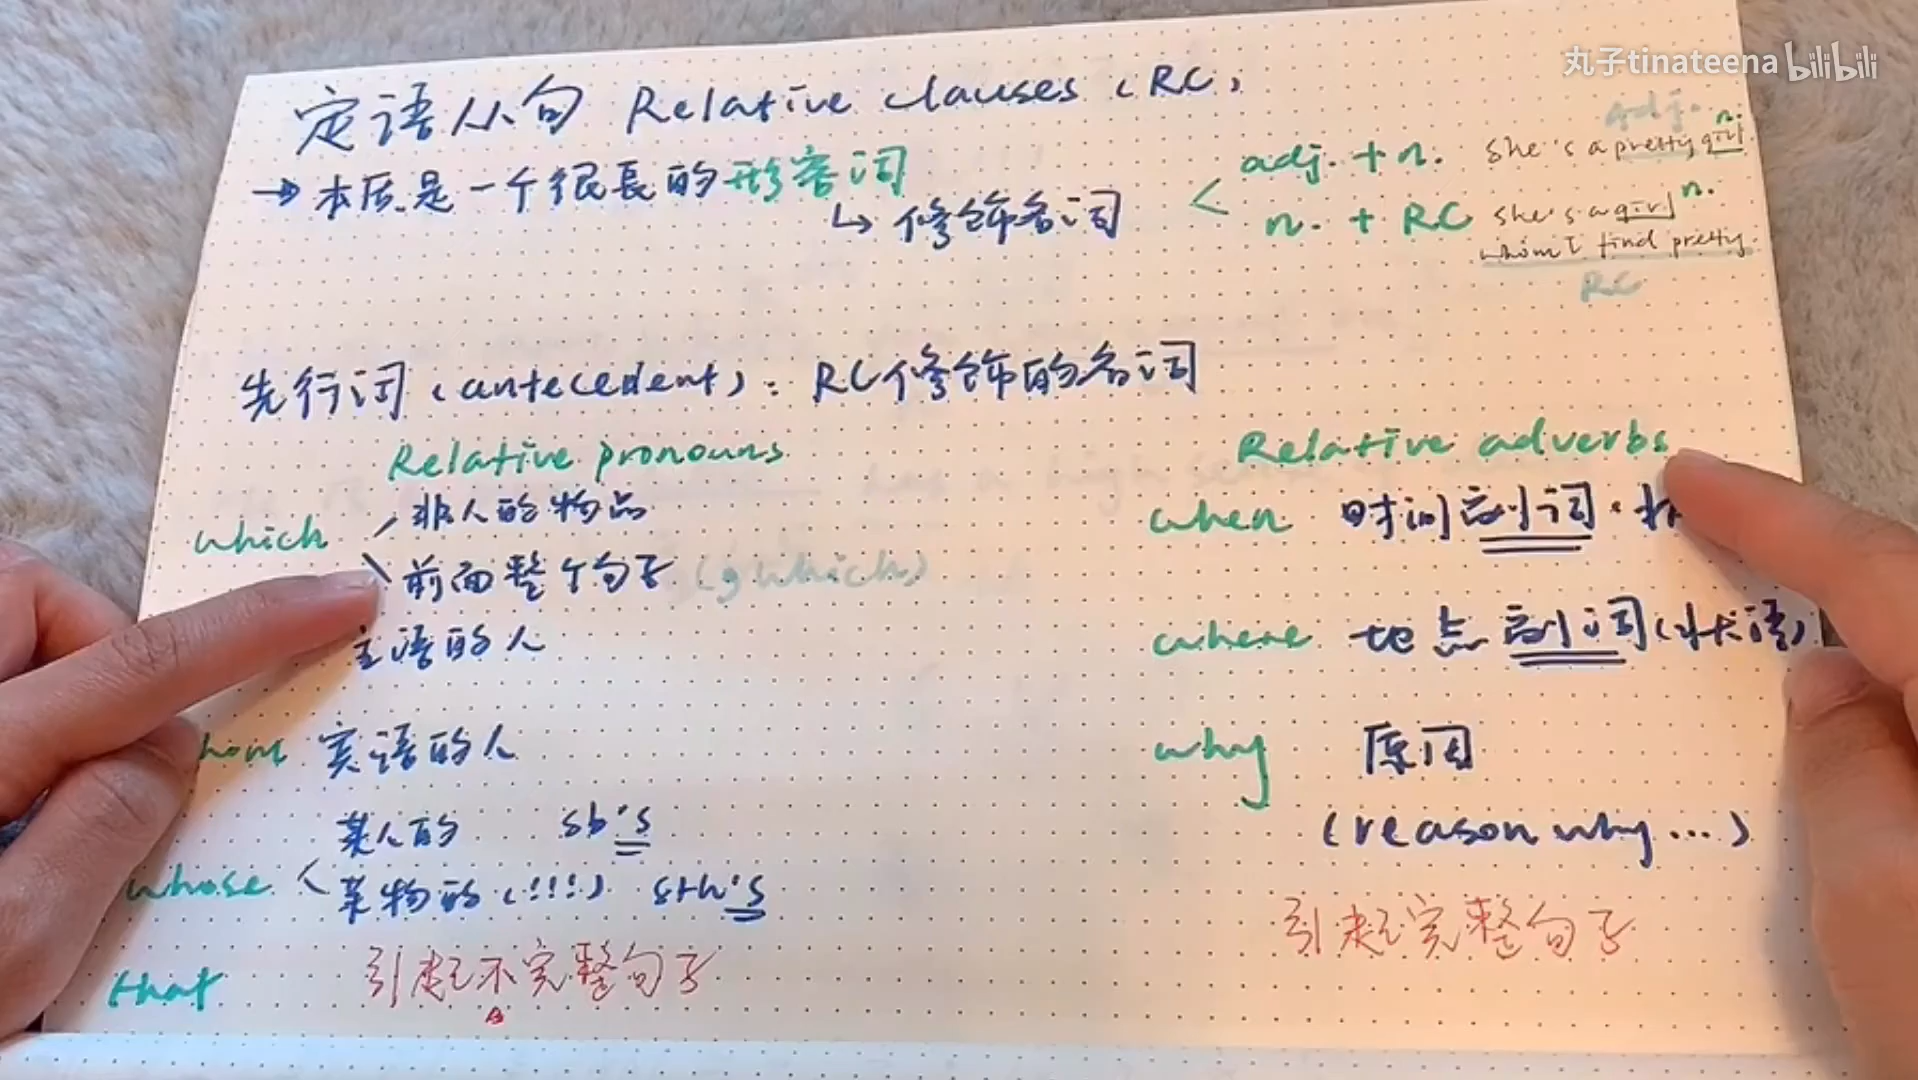 丸子tinateena bilibili
定语从句 Relative clauses (RC)
→ 本质是一个很長的形容词
↳ 修饰名词
< adj. + n.
n. + RC
adj. n.
she's a pretty girl
n.
she's a girl
whom I find pretty
RC
先行词 (antecedent): RC修饰的名词
Relative pronouns
which 非人的物品
前面整个句子 (, which)
主语的人
hom 宾语的人
whose < 某人的 sb's
某物的 (!!!!) sth's
that 引起不完整句子
Relative adverbs
when 时间副词·
where 地点副词(状语)
why 原因
(reason why ...)
引起完整句子